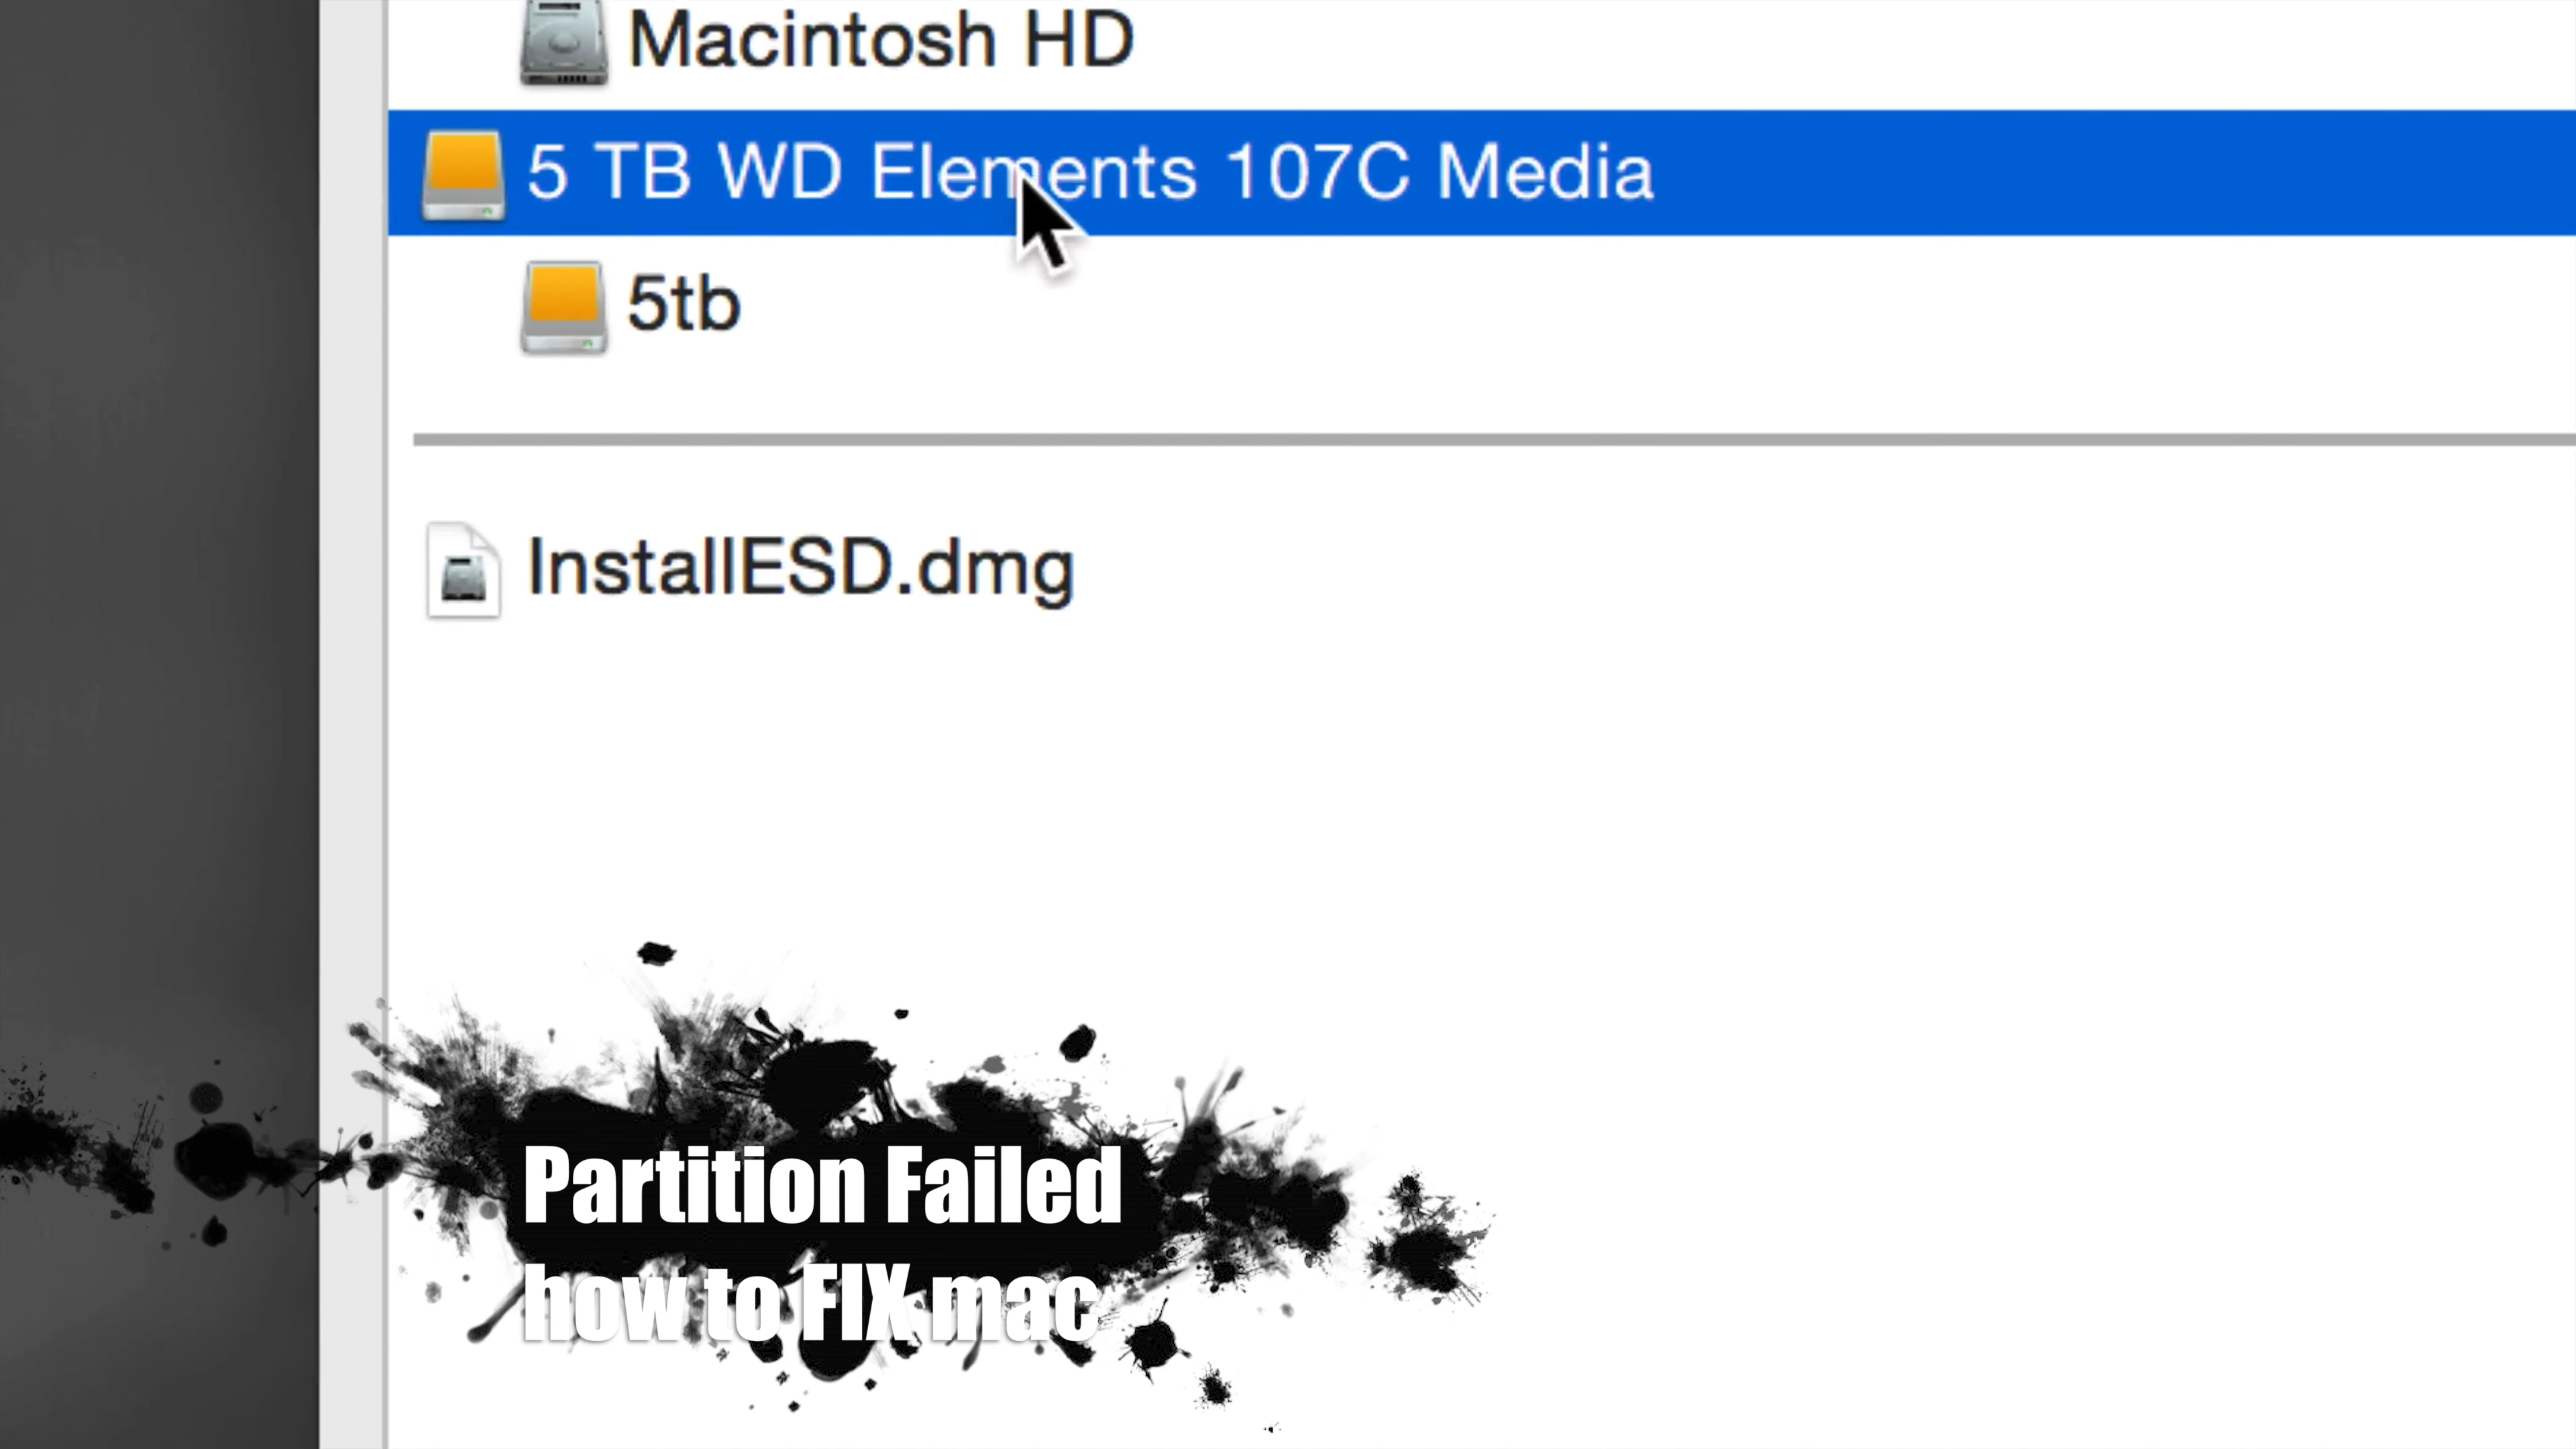 Macintosh HD
5 TB WD Elements 107C Media
5tb
InstallESD.dmg
Partition Failed
how to FIX mac